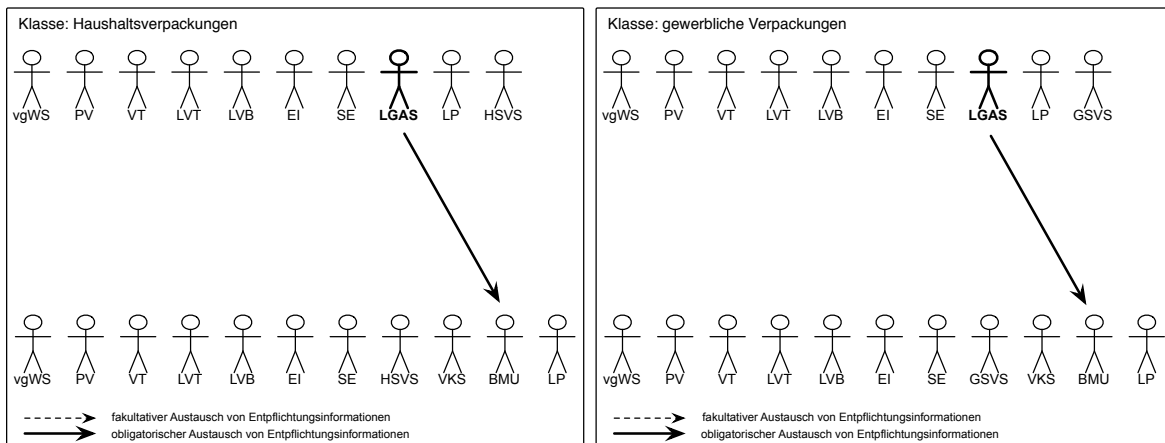 Klasse: Haushaltsverpackungen
vgWS PV VT LVT LVB EI SE LGAS LP HSVS
vgWS PV VT LVT LVB EI SE HSVS VKS BMU LP
fakultativer Austausch von Entpflichtungsinformationen
obligatorischer Austausch von Entpflichtungsinformationen
Klasse: gewerbliche Verpackungen
vgWS PV VT LVT LVB EI SE LGAS LP GSVS
vgWS PV VT LVT LVB EI SE GSVS VKS BMU LP
fakultativer Austausch von Entpflichtungsinformationen
obligatorischer Austausch von Entpflichtungsinformationen